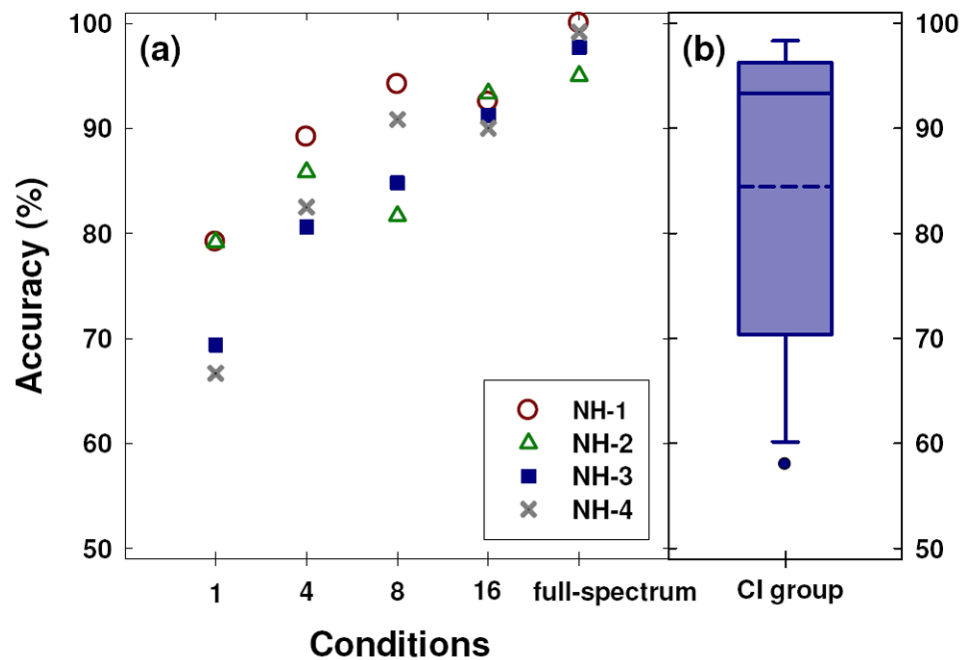 (a)
(b)
Accuracy (%)
100
90
80
70
60
50
100
90
80
70
60
50
NH-1
NH-2
NH-3
NH-4
1 4 8 16 full-spectrum CI group
Conditions